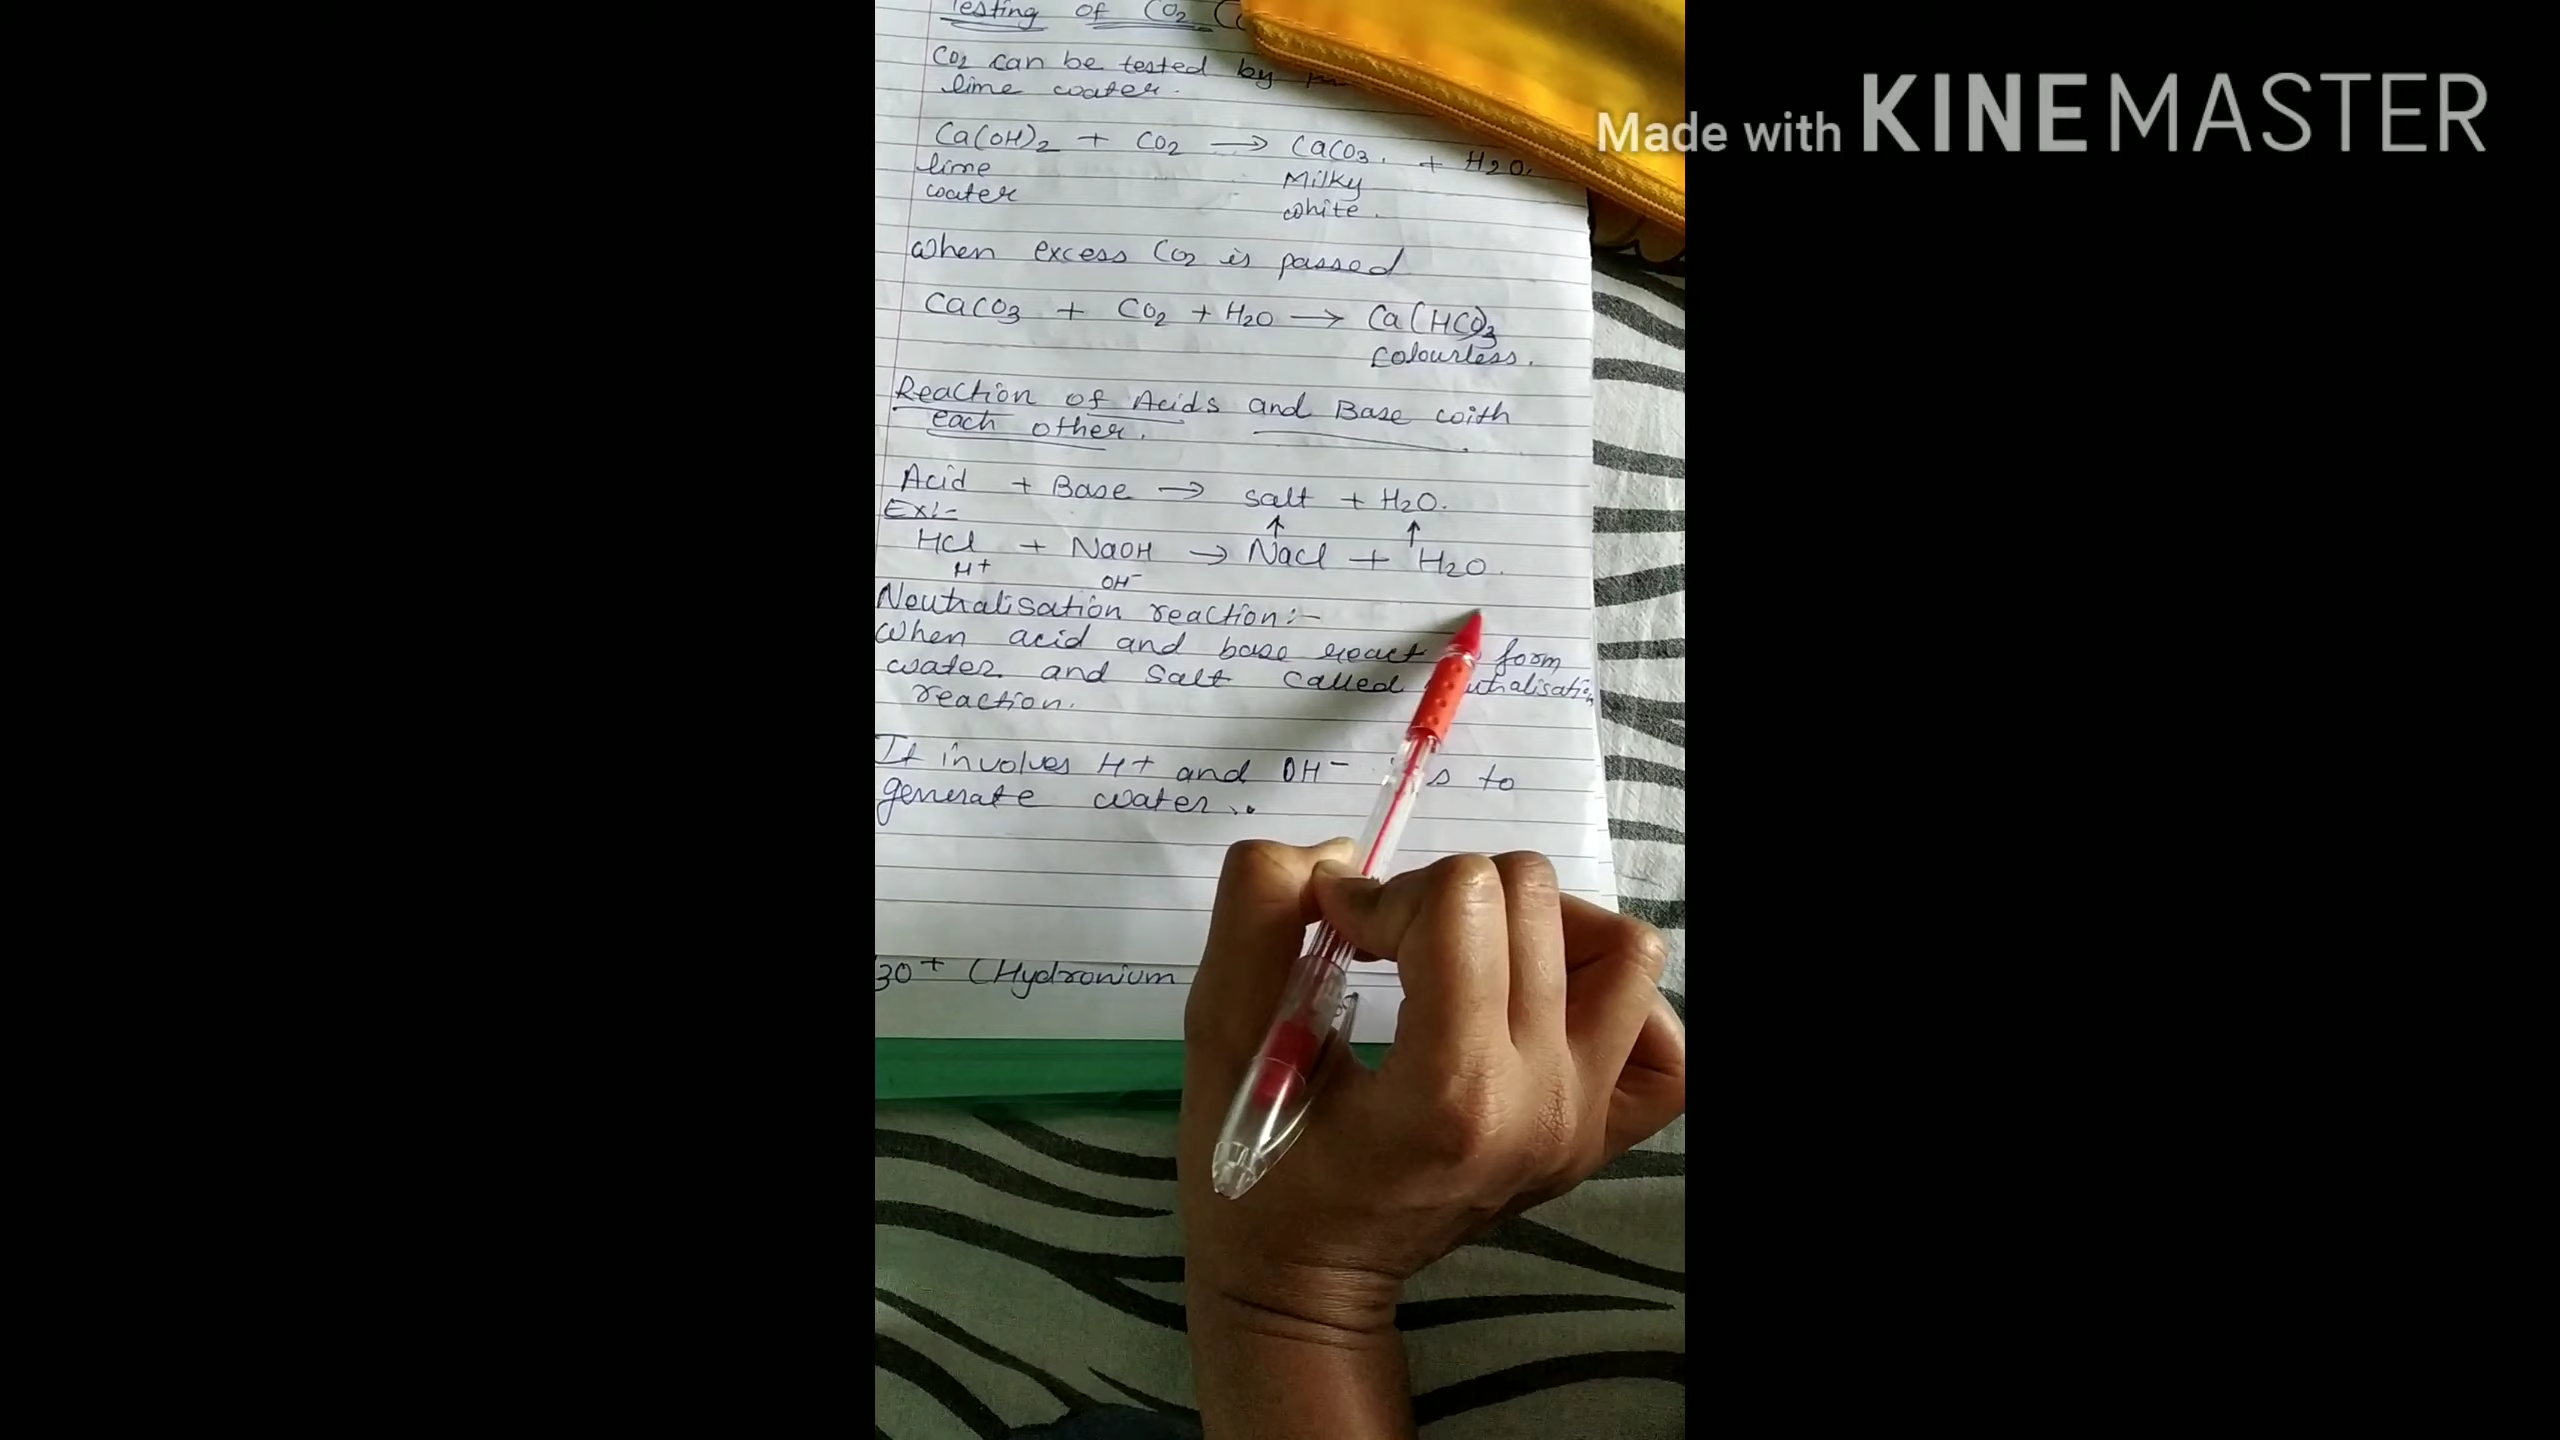 Testing of CO2
CO2 can be tested by
lime water.
Ca(OH)2 + CO2 → CaCO3. + H2O.
lime Milky
water white.
When excess CO2 is passed
CaCO3 + CO2 + H2O → Ca(HCO)3
colourless.
Reaction of Acids and Base with
each other.
Acid + Base → salt + H2O.
Ex:-
↑ ↑
HCl + NaOH → NaCl + H2O.
H+ OH-
Neutralisation reaction:-
When acid and base react form
water and Salt called
reaction.
It involves H+ and OH- to
generate water..
30+ (Hydronium
Made with KINEMASTER